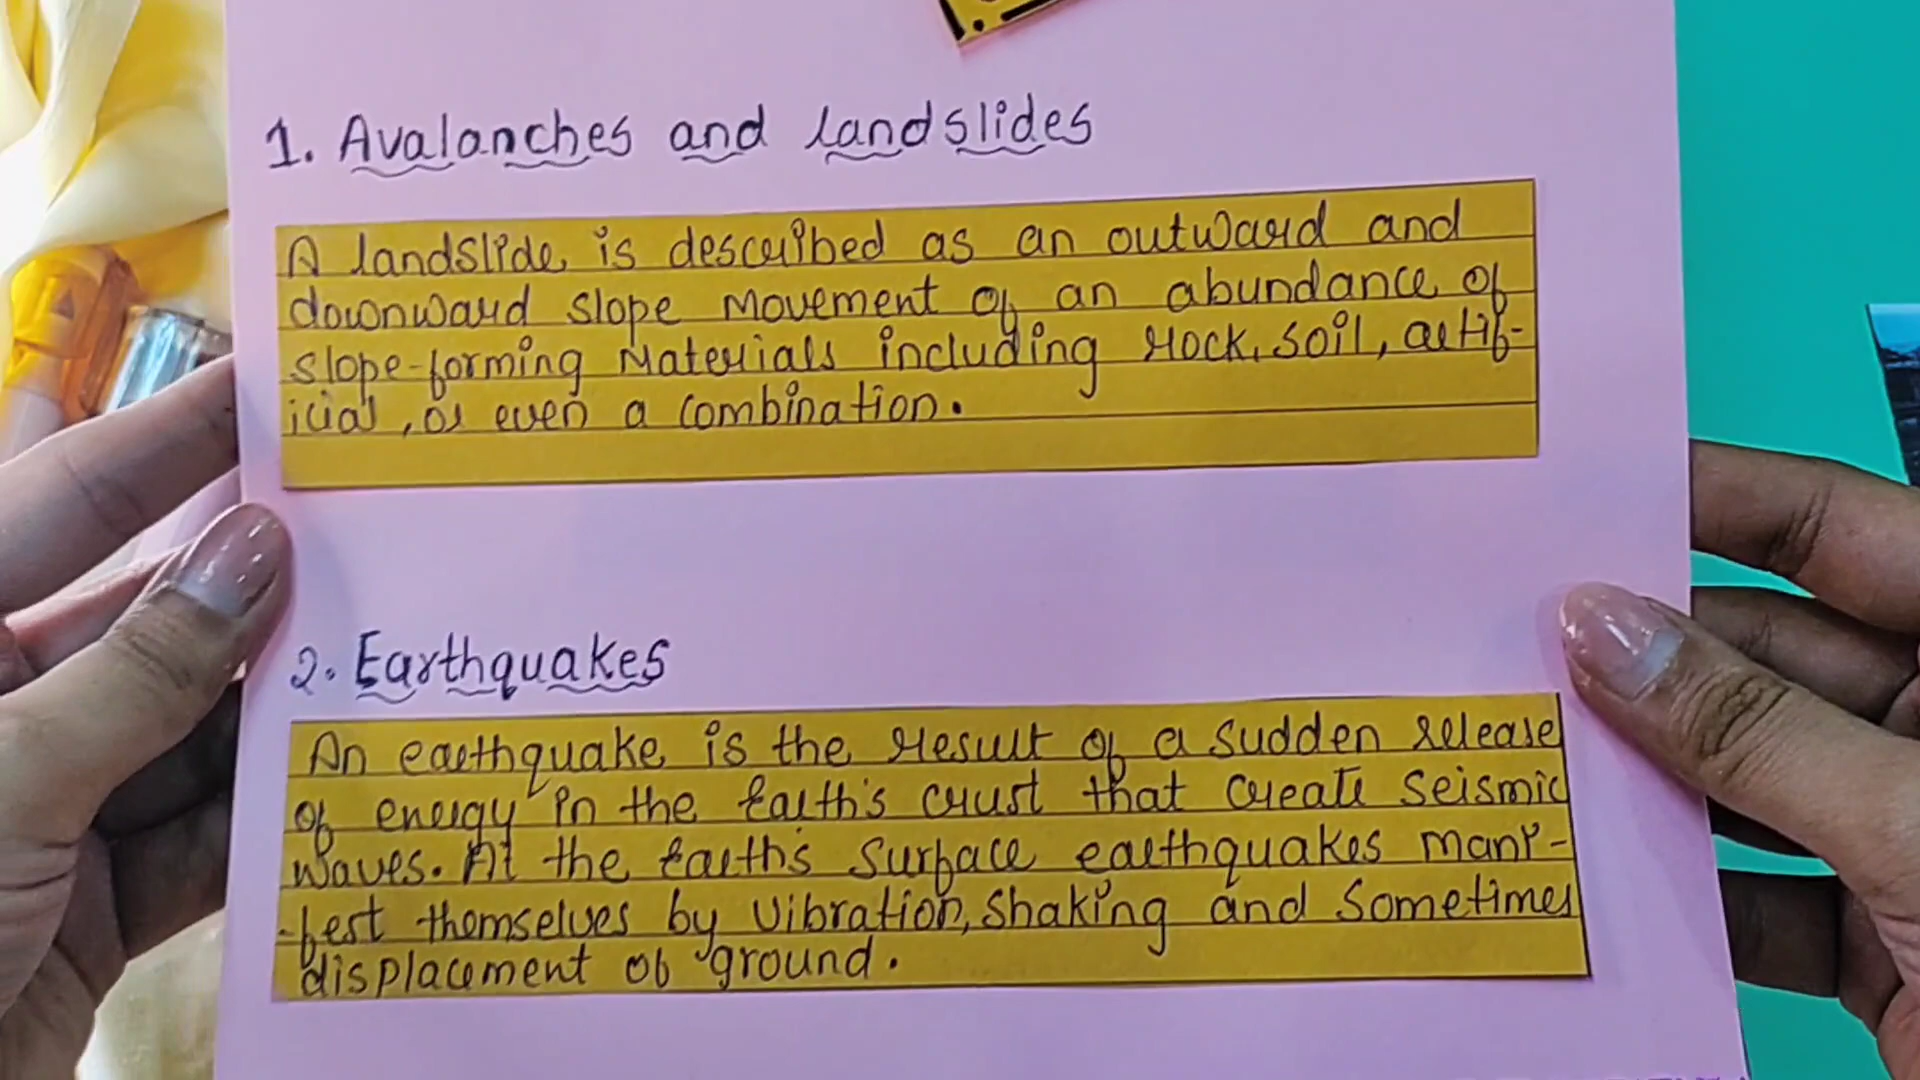 1. Avalanches and landslides
A landslide is described as an outward and
downward slope movement of an abundance of
slope-forming materials including rock, soil, artif-
icial, or even a combination.
2. Earthquakes
An earthquake is the result of a sudden release
of energy in the Earth's crust that create seismic
waves. At the Earth's surface earthquakes mani-
-fest themselves by vibration, shaking and sometimes
displacement of ground.